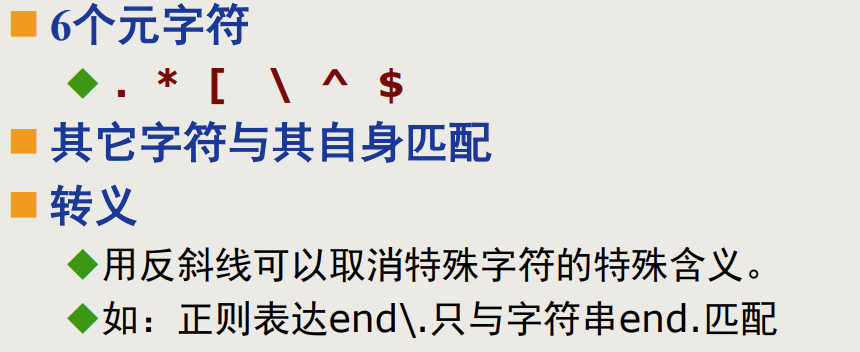 6个元字符
. * [ \ ^ $
其它字符与其自身匹配
转义
用反斜线可以取消特殊字符的特殊含义。
如：正则表达end\.只与字符串end.匹配